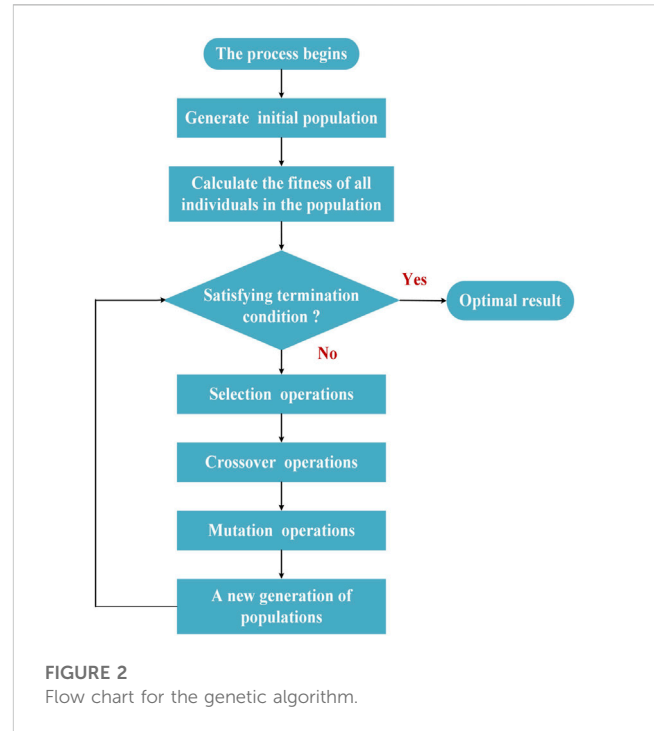 The process begins
Generate initial population
Calculate the fitness of all
individuals in the population
Satisfying termination
condition ?
Yes
Optimal result
No
Selection operations
Crossover operations
Mutation operations
A new generation of
populations
FIGURE 2
Flow chart for the genetic algorithm.